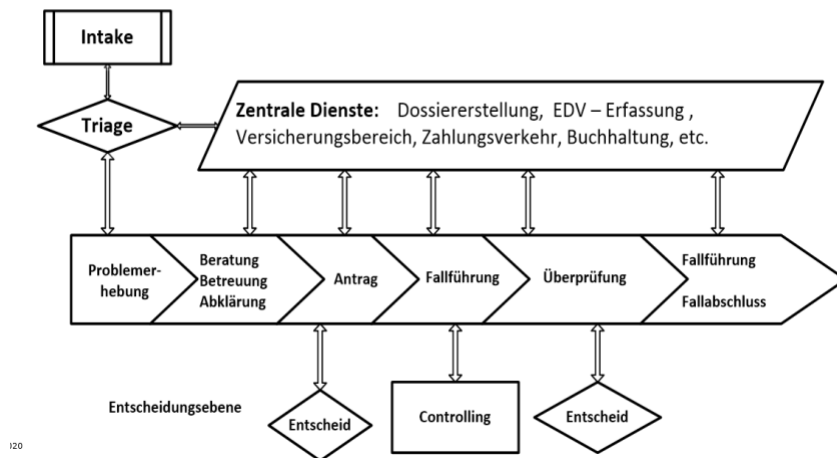 Intake
Triage
Zentrale Dienste: Dossiererstellung, EDV – Erfassung ,
Versicherungsbereich, Zahlungsverkehr, Buchhaltung, etc.
Problemer-
hebung
Beratung
Betreuung
Abklärung
Antrag
Fallführung
Überprüfung
Fallführung
Fallabschluss
Entscheidungsebene
Entscheid
Controlling
Entscheid